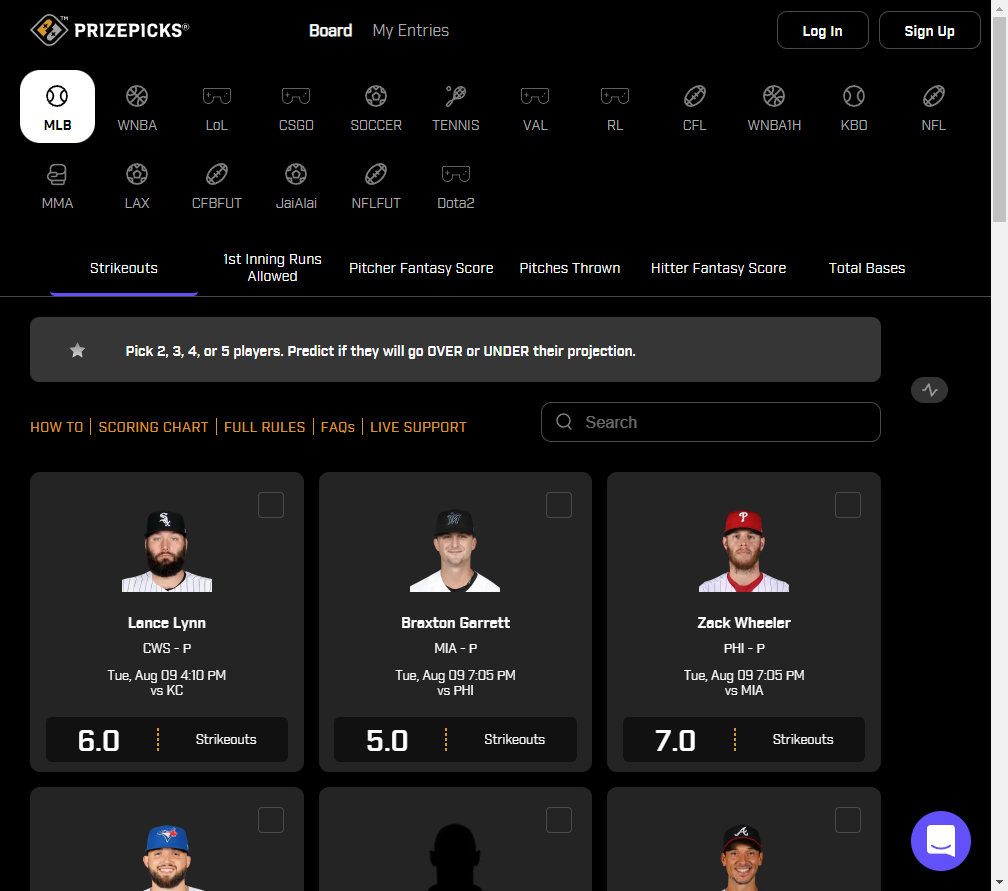 PRIZEPICKS®
Board My Entries
Log In Sign Up
MLB WNBA LoL CSGO SOCCER TENNIS VAL RL CFL WNBA1H KBO NFL
MMA LAX CFBFUT JaiAlai NFLFUT Dota2
Strikeouts
1st Inning Runs
Allowed
Pitcher Fantasy Score
Pitches Thrown
Hitter Fantasy Score
Total Bases
Pick 2, 3, 4, or 5 players. Predict if they will go OVER or UNDER their projection.
HOW TO | SCORING CHART | FULL RULES | FAQs | LIVE SUPPORT
Search
Lance Lynn
CWS - P
Tue, Aug 09 4:10 PM
vs KC
6.0 Strikeouts
Braxton Garrett
MIA - P
Tue, Aug 09 7:05 PM
vs PHI
5.0 Strikeouts
Zack Wheeler
PHI - P
Tue, Aug 09 7:05 PM
vs MIA
7.0 Strikeouts